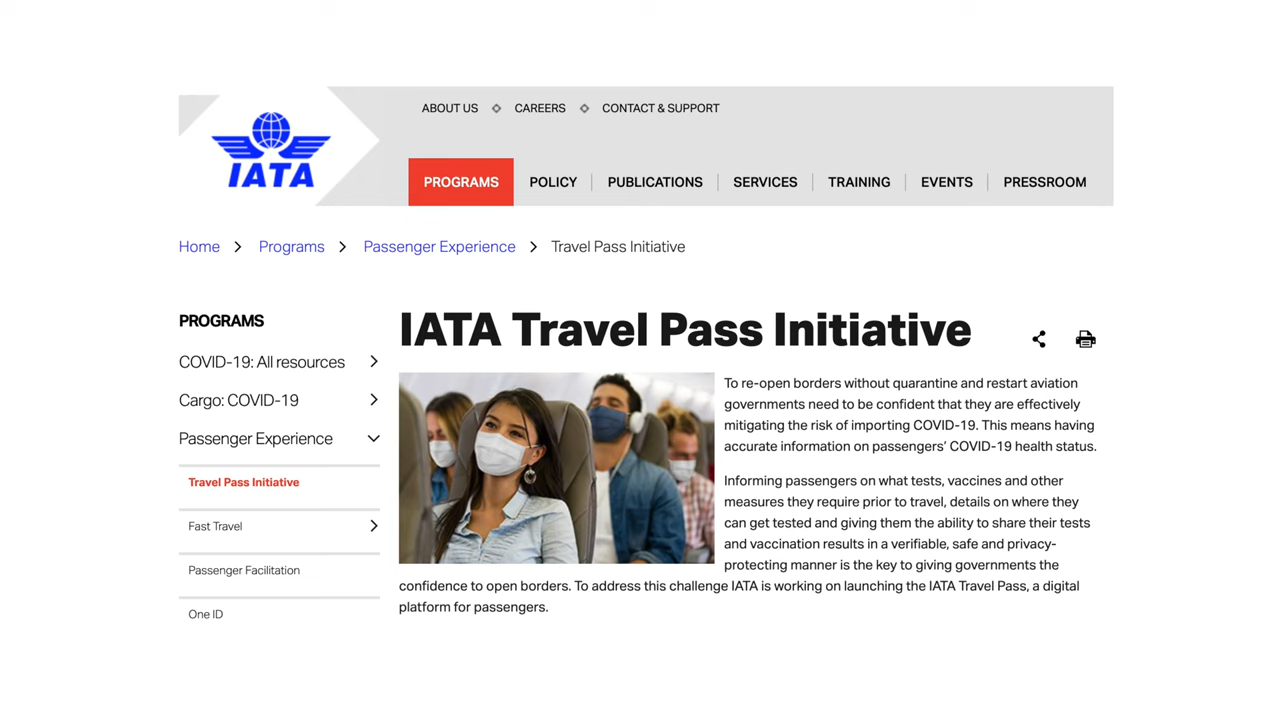 ABOUT US
CAREERS
CONTACT & SUPPORT
IATA
PROGRAMS
POLICY
PUBLICATIONS
SERVICES
TRAINING
EVENTS
PRESSROOM
Home
Programs
Passenger Experience
Travel Pass Initiative
PROGRAMS
COVID-19: All resources
Cargo: COVID-19
Passenger Experience
Travel Pass Initiative
Fast Travel
Passenger Facilitation
One ID
IATA Travel Pass Initiative
To re-open borders without quarantine and restart aviation
governments need to be confident that they are effectively
mitigating the risk of importing COVID-19. This means having
accurate information on passengers’ COVID-19 health status.
Informing passengers on what tests, vaccines and other
measures they require prior to travel, details on where they
can get tested and giving them the ability to share their tests
and vaccination results in a verifiable, safe and privacy-
protecting manner is the key to giving governments the
confidence to open borders. To address this challenge IATA is working on launching the IATA Travel Pass, a digital
platform for passengers.